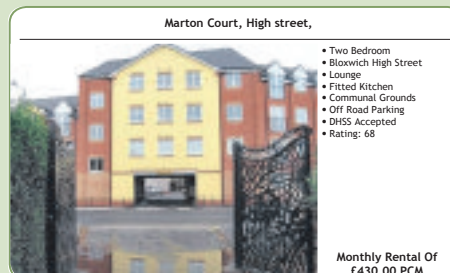 Marton Court, High street,
• Two Bedroom
• Bloxwich High Street
• Lounge
• Fitted Kitchen
• Communal Grounds
• Off Road Parking
• DHSS Accepted
• Rating: 68
Monthly Rental Of
£430.00 PCM